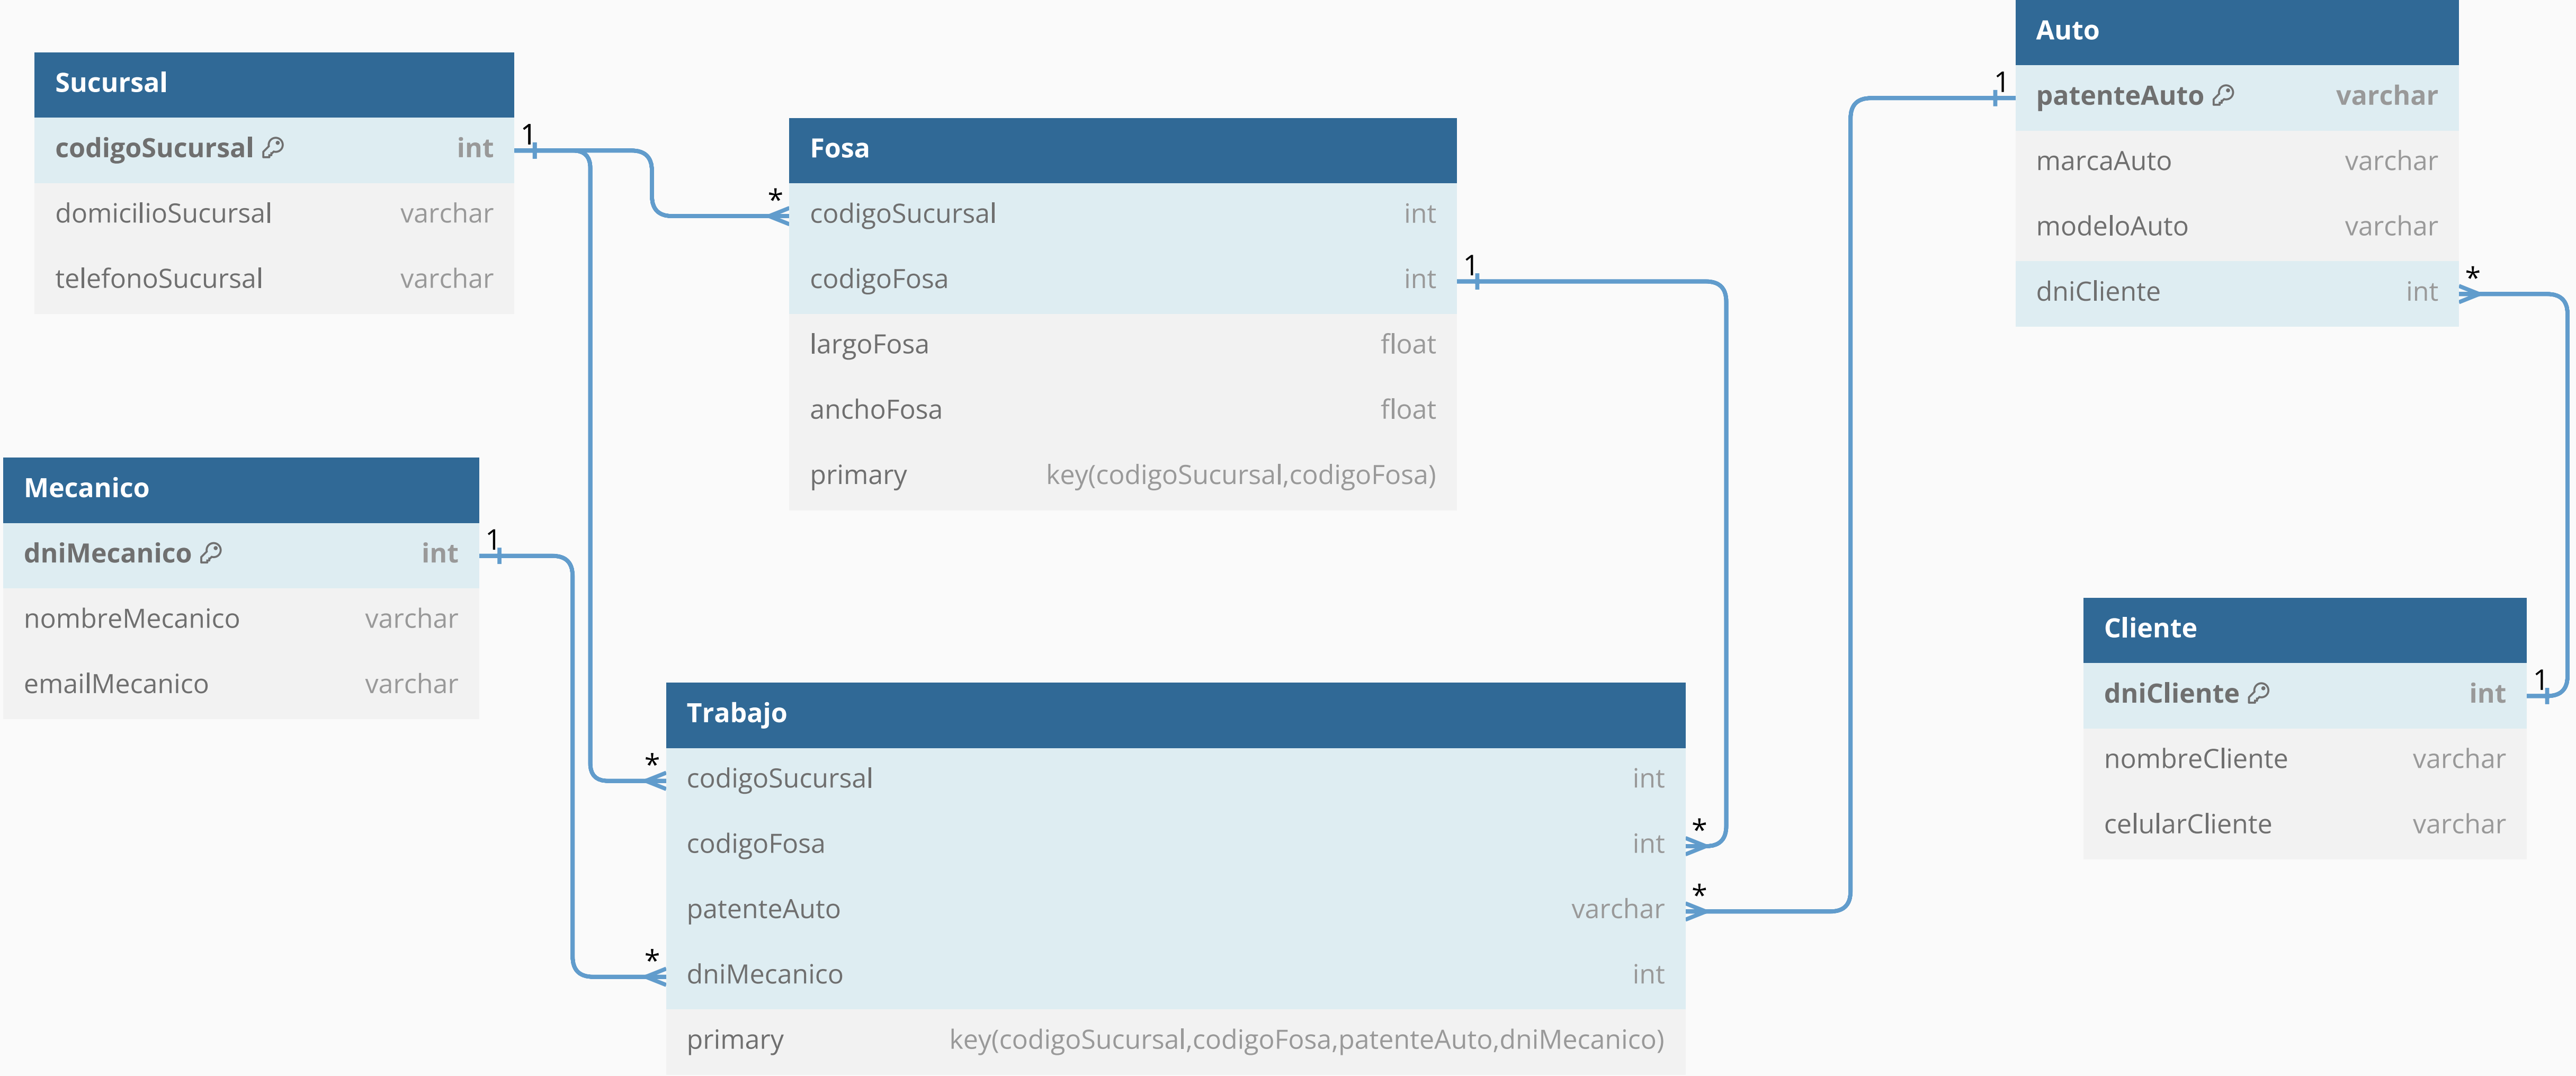 Sucursal
codigoSucursal int
domicilioSucursal varchar
telefonoSucursal varchar
1
*
Fosa
codigoSucursal int
codigoFosa int
largoFosa float
anchoFosa float
primary key(codigoSucursal,codigoFosa)
1
Auto
patenteAuto varchar
marcaAuto varchar
modeloAuto varchar
dniCliente int
1
*
Mecanico
dniMecanico int
nombreMecanico varchar
emailMecanico varchar
1
Trabajo
codigoSucursal int
codigoFosa int
patenteAuto varchar
dniMecanico int
primary key(codigoSucursal,codigoFosa,patenteAuto,dniMecanico)
*
*
*
*
Cliente
dniCliente int
nombreCliente varchar
celularCliente varchar
1